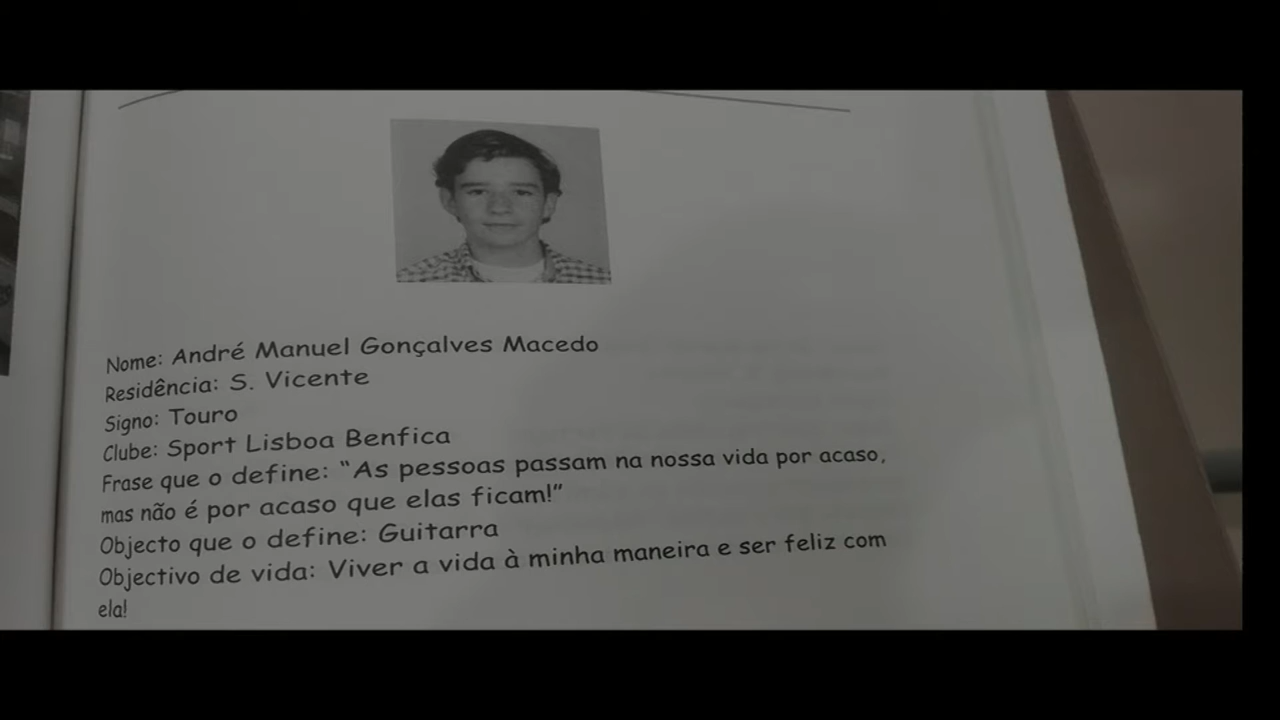 Nome: André Manuel Gonçalves Macedo
Residência: S. Vicente
Signo: Touro
Clube: Sport Lisboa Benfica
Frase que o define: “As pessoas passam na nossa vida por acaso,
mas não é por acaso que elas ficam!”
Objecto que o define: Guitarra
Objectivo de vida: Viver a vida à minha maneira e ser feliz com
ela!